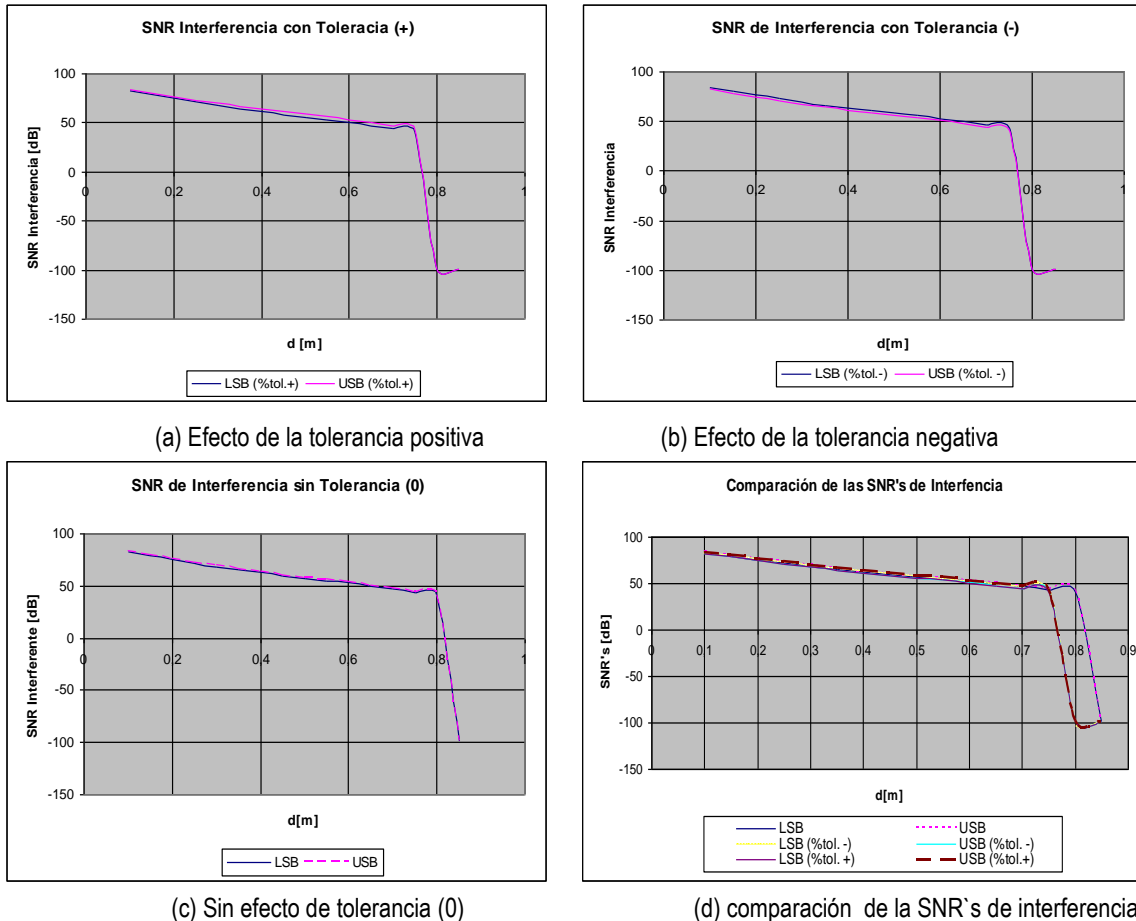 SNR Interferencia con Toleracia (+)
SNR Interferencia [dB]
100
50
0
-50
-100
-150
0
0.2
0.4
0.6
0.8
1
d [m]
LSB (%tol.+) USB (%tol.+)
(a) Efecto de la tolerancia positiva
SNR de Interferencia con Tolerancia (-)
SNR Interferencia
100
50
0
-50
-100
-150
0
0.2
0.4
0.6
0.8
1
d[m]
LSB (%tol.-) USB (%tol. -)
(b) Efecto de la tolerancia negativa
SNR de Interferencia sin Tolerancia (0)
SNR Interferente [dB]
100
50
0
-50
-100
-150
0
0.2
0.4
0.6
0.8
1
d[m]
LSB USB
(c) Sin efecto de tolerancia (0)
Comparación de las SNR's de Interfencia
SNR's [dB]
100
50
0
-50
-100
-150
0
0.1
0.2
0.3
0.4
0.5
0.6
0.7
0.8
0.9
d[m]
LSB USB
LSB (%tol. -) USB (%tol. -)
LSB (%tol. +) USB (%tol.+)
(d) comparación de la SNR`s de interferencia